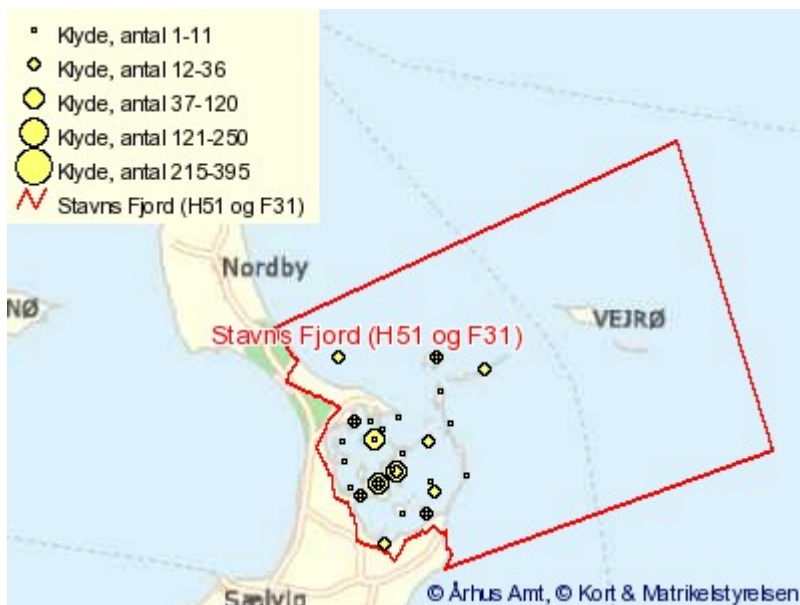 Klyde, antal 1-11
Klyde, antal 12-36
Klyde, antal 37-120
Klyde, antal 121-250
Klyde, antal 215-395
Stavns Fjord (H51 og F31)
Nordby
NØ
VEJRØ
Stavns Fjord (H51 og F31)
Sælvig
© Århus Amt, © Kort & Matrikelstyrelsen